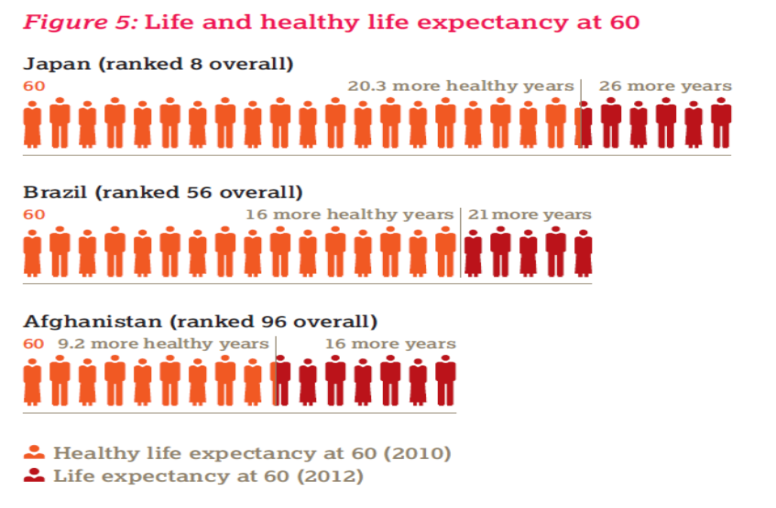 Figure 5: Life and healthy life expectancy at 60
Japan (ranked 8 overall)
60 20.3 more healthy years 26 more years
Brazil (ranked 56 overall)
60 16 more healthy years 21 more years
Afghanistan (ranked 96 overall)
60 9.2 more healthy years 16 more years
Healthy life expectancy at 60 (2010)
Life expectancy at 60 (2012)